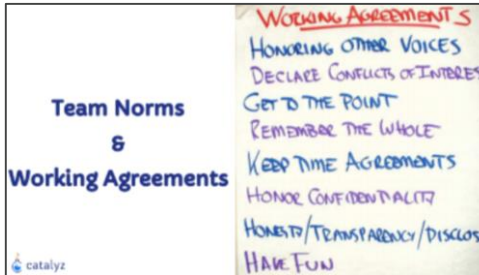 Team Norms
&
Working Agreements
catalyz
WORKING AGREEMENTS
HONORING OTHER VOICES
DECLARE CONFLICTS OF INTERES
GET TO THE POINT
REMEMBER THE WHOLE
KEEP TIME AGREEMENTS
HONOR CONFIDENTIALITY
HONESTY/TRANSPARENCY/DISCLOS
HAVE FUN